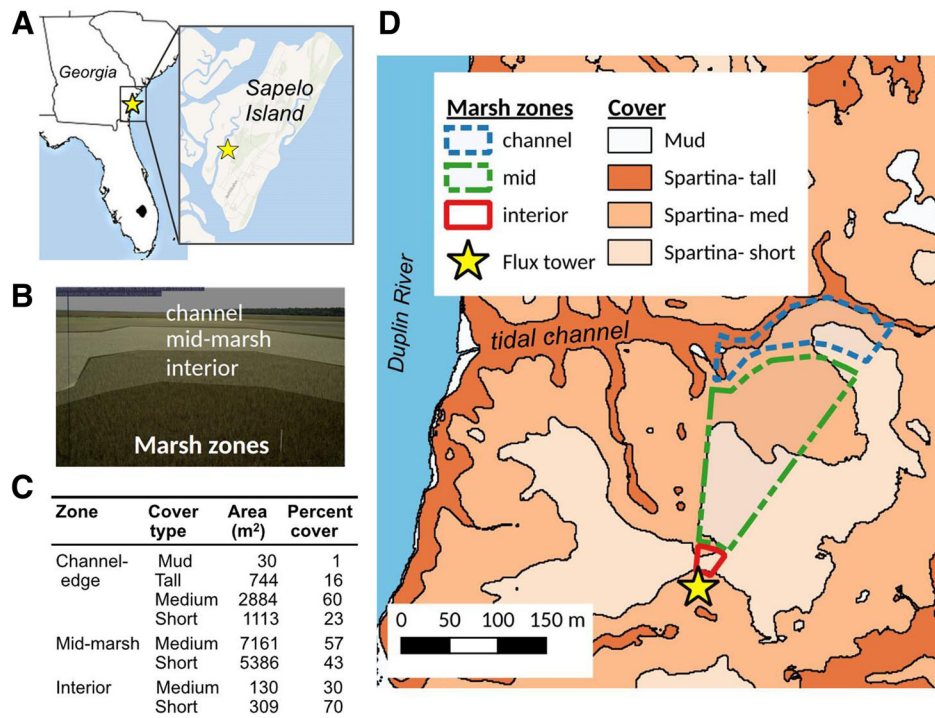 A
Georgia
Sapelo
Island
B
channel
mid-marsh
interior
Marsh zones
C
Zone Cover type Area (m²) Percent cover
Channel-edge Mud 30 1
Tall 744 16
Medium 2884 60
Short 1113 23
Mid-marsh Medium 7161 57
Short 5386 43
Interior Medium 130 30
Short 309 70
D
Marsh zones
channel
mid
interior
Flux tower
Cover
Mud
Spartina- tall
Spartina- med
Spartina- short
Duplin River
tidal channel
0 50 100 150 m